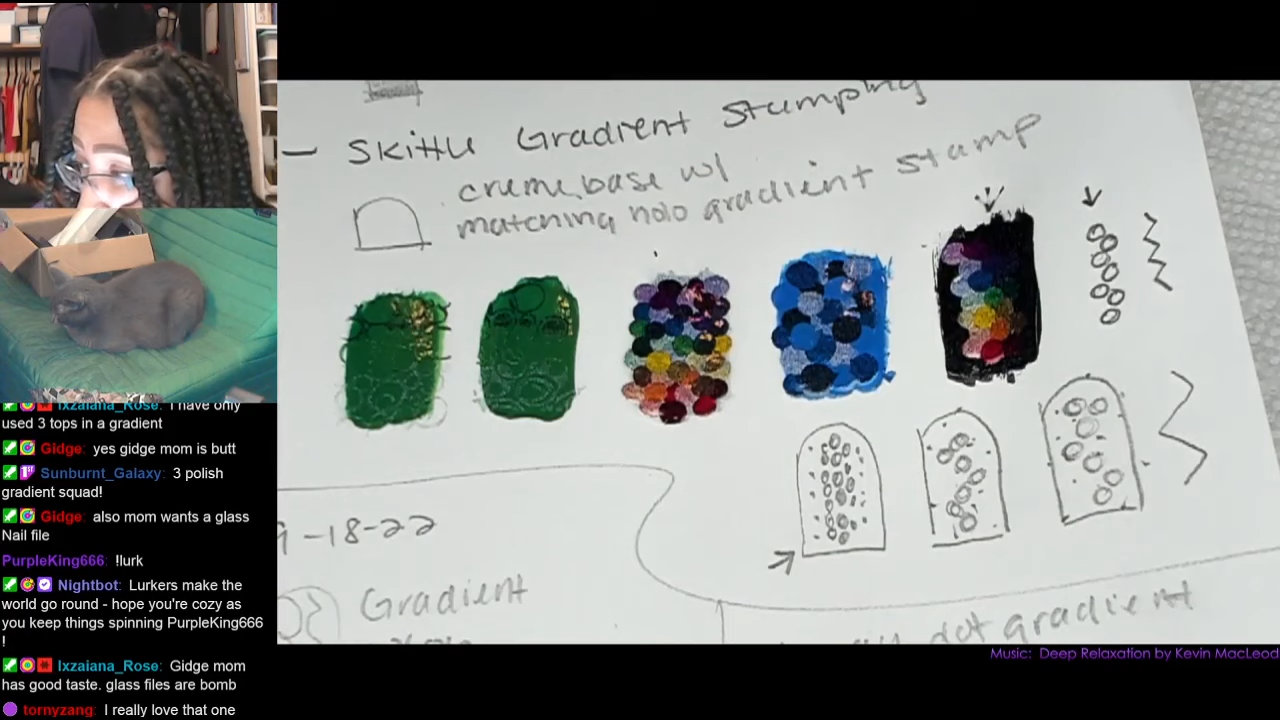 — Skittle Gradient Stumping
creme base w/
matching holo gradient stamp
9-18-22
Gradient
dot gradient
Ixzaiana_Rose: I have only
used 3 tops in a gradient
Gidge: yes gidge mom is butt
Sunburnt_Galaxy: 3 polish
gradient squad!
Gidge: also mom wants a glass
Nail file
PurpleKing666: !lurk
Nightbot: Lurkers make the
world go round - hope you're cozy as
you keep things spinning PurpleKing666
!
Ixzaiana_Rose: Gidge mom
has good taste. glass files are bomb
tornyzang: I really love that one
Music: Deep Relaxation by Kevin MacLeod